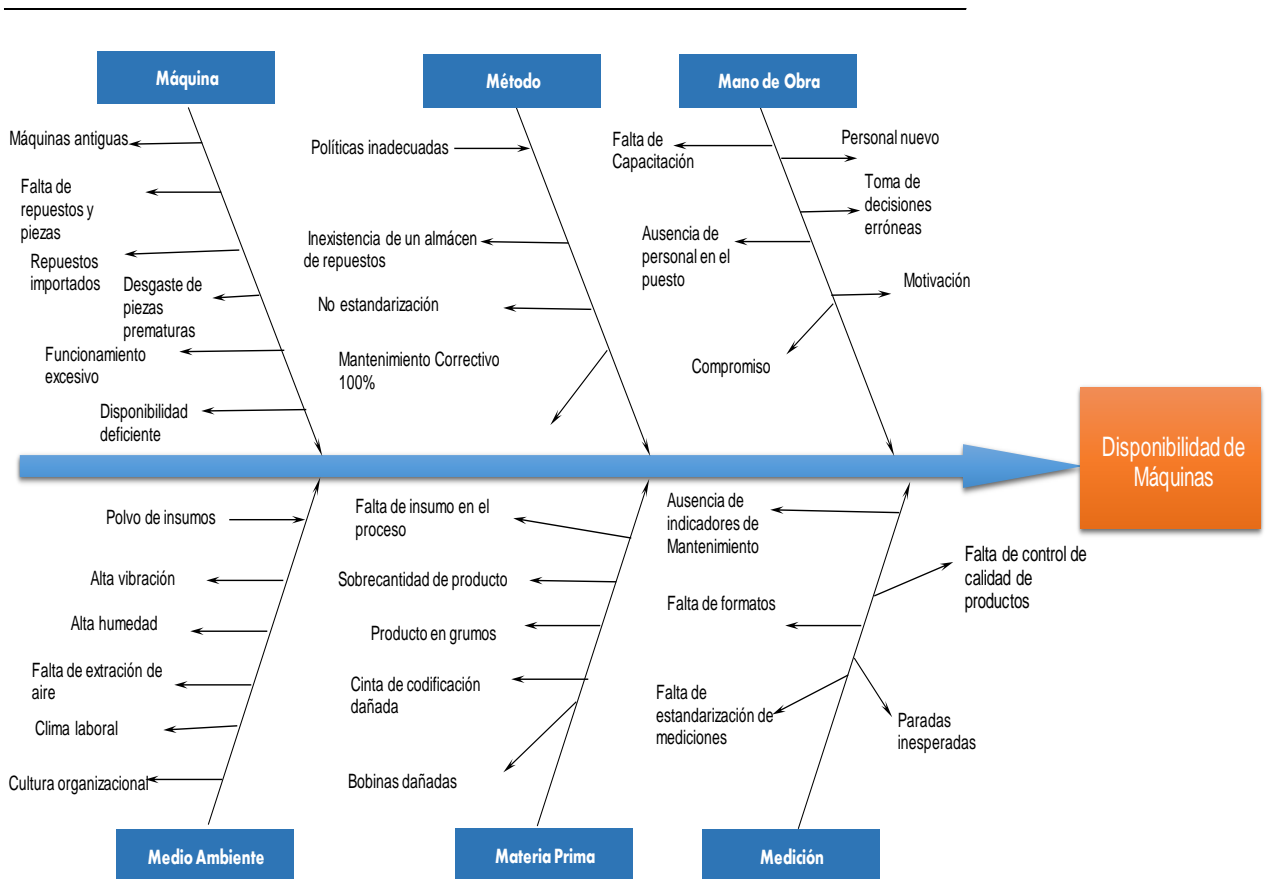 Máquina
Método
Mano de Obra
Máquinas antiguas
Falta de
repuestos y
piezas
Repuestos
importados
Desgaste de
piezas
prematuras
Funcionamiento
excesivo
Disponibilidad
deficiente
Políticas inadecuadas
Inexistencia de un almácen
de repuestos
No estandarización
Mantenimiento Correctivo
100%
Falta de
Capacitación
Personal nuevo
Toma de
decisiones
erróneas
Ausencia de
personal en el
puesto
Motivación
Compromiso
Disponibilidad de
Máquinas
Polvo de insumos
Alta vibración
Alta humedad
Falta de extración de
aire
Clima laboral
Cultura organizacional
Falta de insumo en el
proceso
Sobrecantidad de producto
Producto en grumos
Cinta de codificación
dañada
Bobinas dañadas
Ausencia de
indicadores de
Mantenimiento
Falta de control de
calidad de
productos
Falta de formatos
Falta de
estandarización de
mediciones
Paradas
inesperadas
Medio Ambiente
Materia Prima
Medición